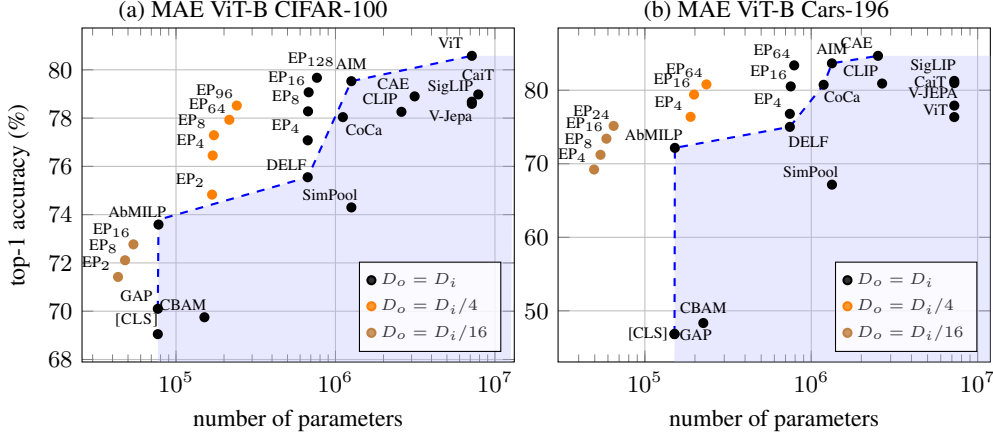 (a) MAE ViT-B CIFAR-100
top-1 accuracy (%)
80
78
76
74
72
70
68
ViT
EP128
AIM
EP16
CAE
CaiT
EP96
EP8
CLIP
SigLIP
EP64
V-Jepa
EP8
CoCa
EP4
EP4
DELF
EP2
SimPool
AbMILP
EP16
EP8
EP2
GAP
CBAM
[CLS]
Do = Di
Do = Di/4
Do = Di/16
10^5
10^6
10^7
number of parameters
(b) MAE ViT-B Cars-196
90
80
70
60
50
CAE
AIM
EP64
EP64
EP16
EP16
CLIP
SigLIP
CaiT
V-JEPA
ViT
CoCa
EP4
EP4
EP24
EP16
EP8
EP4
AbMILP
DELF
SimPool
CBAM
[CLS]
GAP
Do = Di
Do = Di/4
Do = Di/16
10^5
10^6
10^7
number of parameters